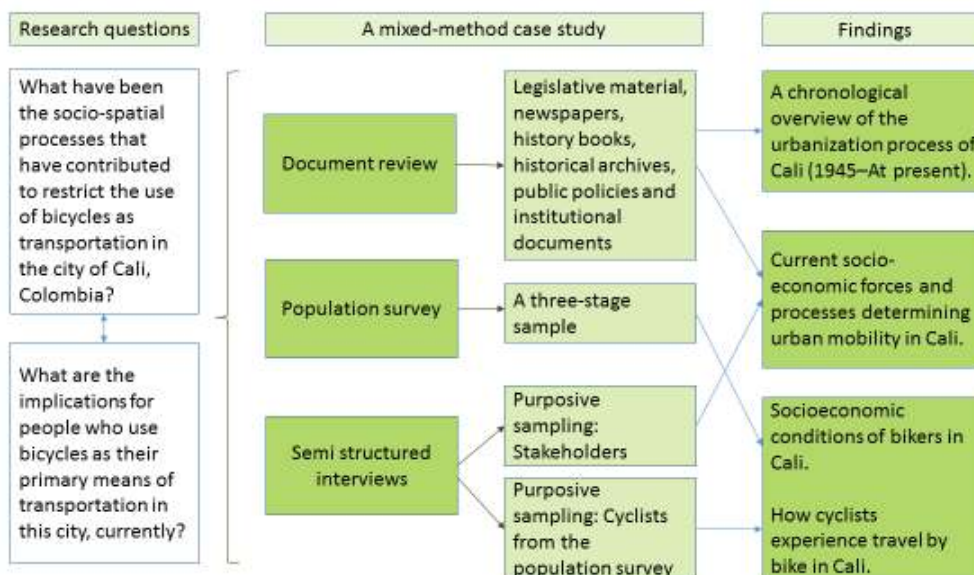 Research questions
A mixed-method case study
Findings
What have been
the socio-spatial
processes that
have contributed
to restrict the use
of bicycles as
transportation in
the city of Cali,
Colombia?
What are the
implications for
people who use
bicycles as their
primary means of
transportation in
this city, currently?
Document review
Population survey
Semi structured
interviews
Legislative material,
newspapers,
history books,
historical archives,
public policies and
institutional
documents
A three-stage
sample
Purposive
sampling:
Stakeholders
Purposive
sampling: Cyclists
from the
population survey
A chronological
overview of the
urbanization process of
Cali (1945–At present).
Current socio-
economic forces and
processes determining
urban mobility in Cali.
Socioeconomic
conditions of bikers in
Cali.
How cyclists
experience travel by
bike in Cali.